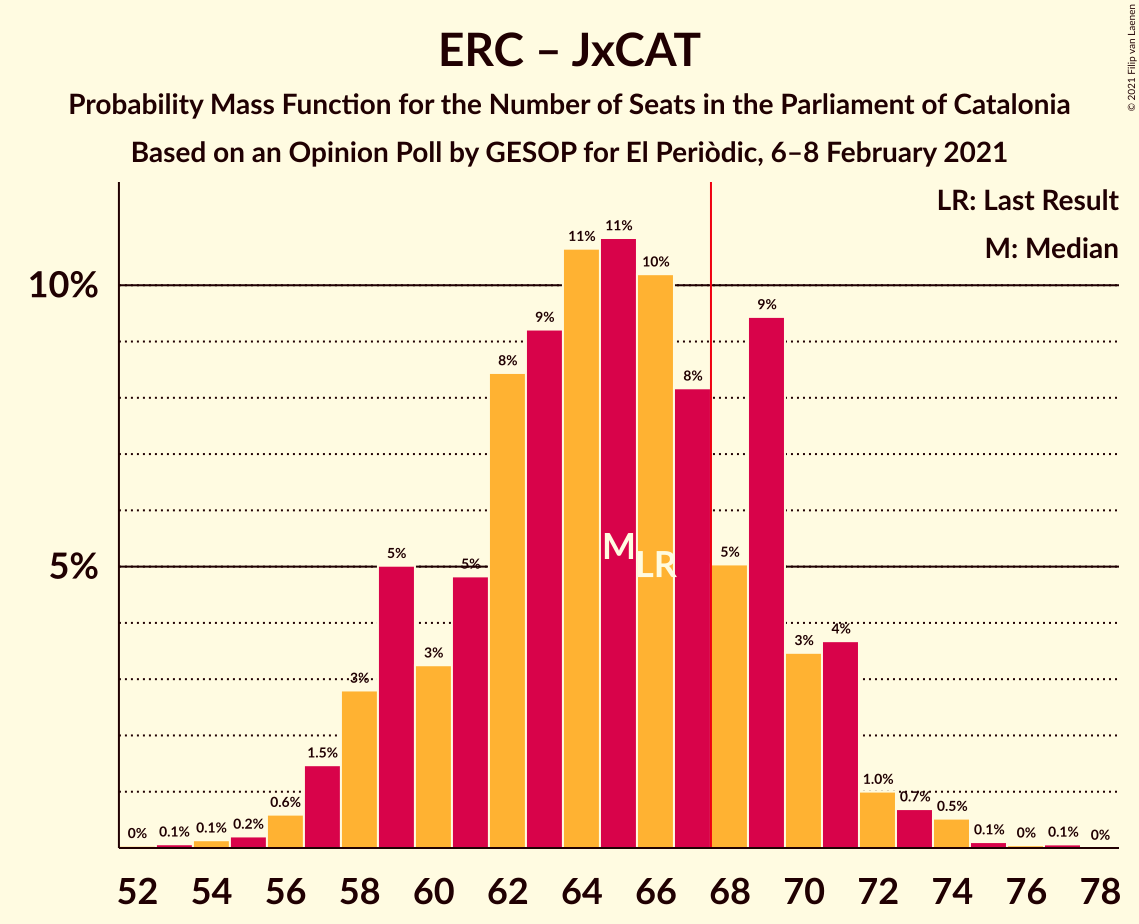 ERC – JxCAT
Probability Mass Function for the Number of Seats in the Parliament of Catalonia
Based on an Opinion Poll by GESOP for El Periòdic, 6–8 February 2021
© 2021 Filip van Laenen
LR: Last Result
M: Median
10%
5%
0% 0.1% 0.1% 0.2% 0.6% 1.5% 3% 5% 3% 5% 8% 9% 11% 11% 10% 8% 5% 9% 3% 4% 1.0% 0.7% 0.5% 0.1% 0% 0.1% 0%
M LR
52 54 56 58 60 62 64 66 68 70 72 74 76 78